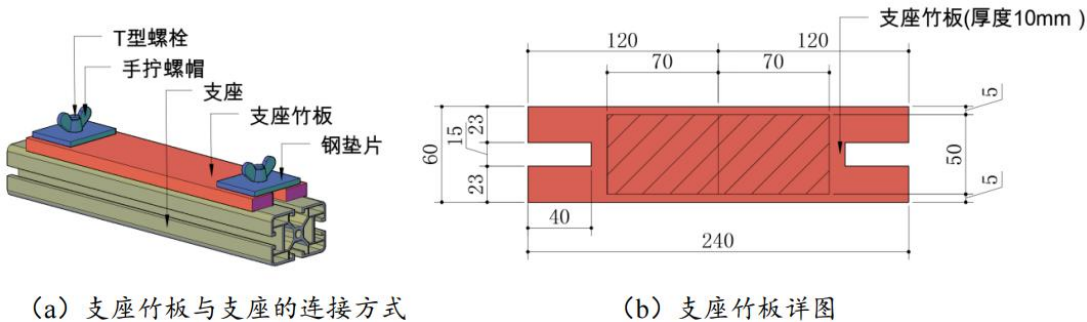 T型螺栓
手拧螺帽
支座
支座竹板
钢垫片
支座竹板(厚度10mm)
120
120
70
70
5
60
15
23
23
50
5
40
240
(a) 支座竹板与支座的连接方式
(b) 支座竹板详图